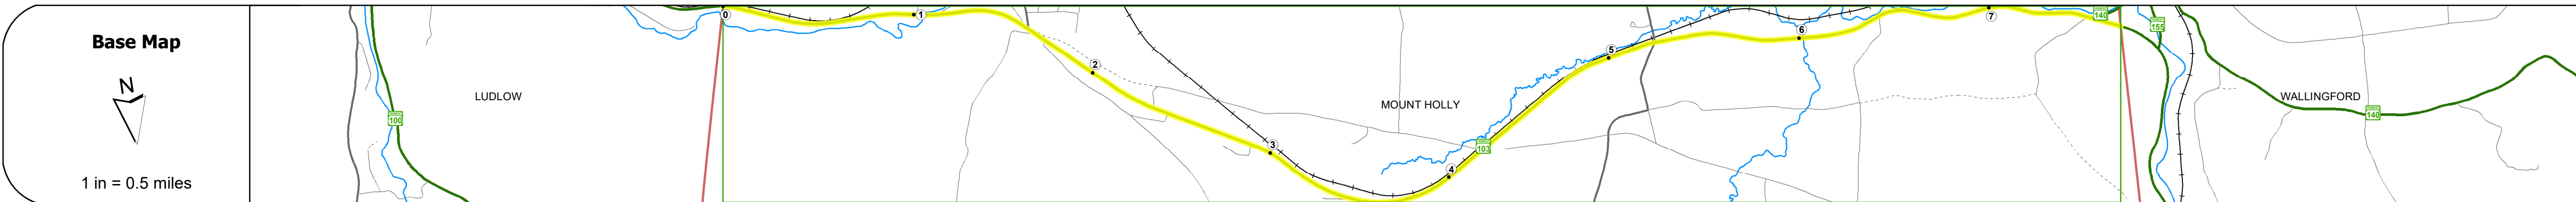 Base Map
N
1 in = 0.5 miles
100
LUDLOW
0
1
2
3
MOUNT HOLLY
4
103
5
6
7
140
155
WALLINGFORD
140